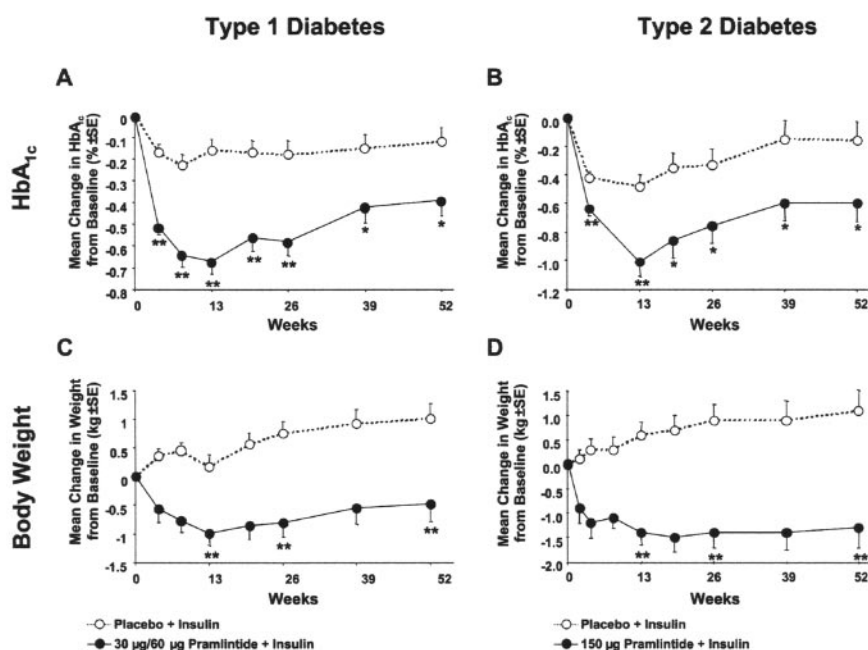 Type 1 Diabetes
Type 2 Diabetes
HbA1c
A
Mean Change in HbA1c
from Baseline (% ±SE)
0
-0.1
-0.2
-0.3
-0.4
-0.5
-0.6
-0.7
-0.8
**
**
**
**
**
*
*
0
13
26
39
52
Weeks
B
Mean Change in HbA1c
from Baseline (% ±SE)
0.0
-0.2
-0.4
-0.6
-0.8
-1.0
-1.2
**
**
*
*
*
*
0
13
26
39
52
Weeks
Body Weight
C
Mean Change in Weight
from Baseline (kg±SE)
1.5
1
0.5
0
-0.5
-1
-1.5
**
**
**
0
13
26
39
52
Weeks
Placebo + Insulin
30 µg/60 µg Pramlintide + Insulin
D
Mean Change in Weight
from Baseline (kg±SE)
1.5
1.0
0.5
0.0
-0.5
-1.0
-1.5
-2.0
**
**
**
0
13
26
39
52
Weeks
Placebo + Insulin
150 µg Pramlintide + Insulin